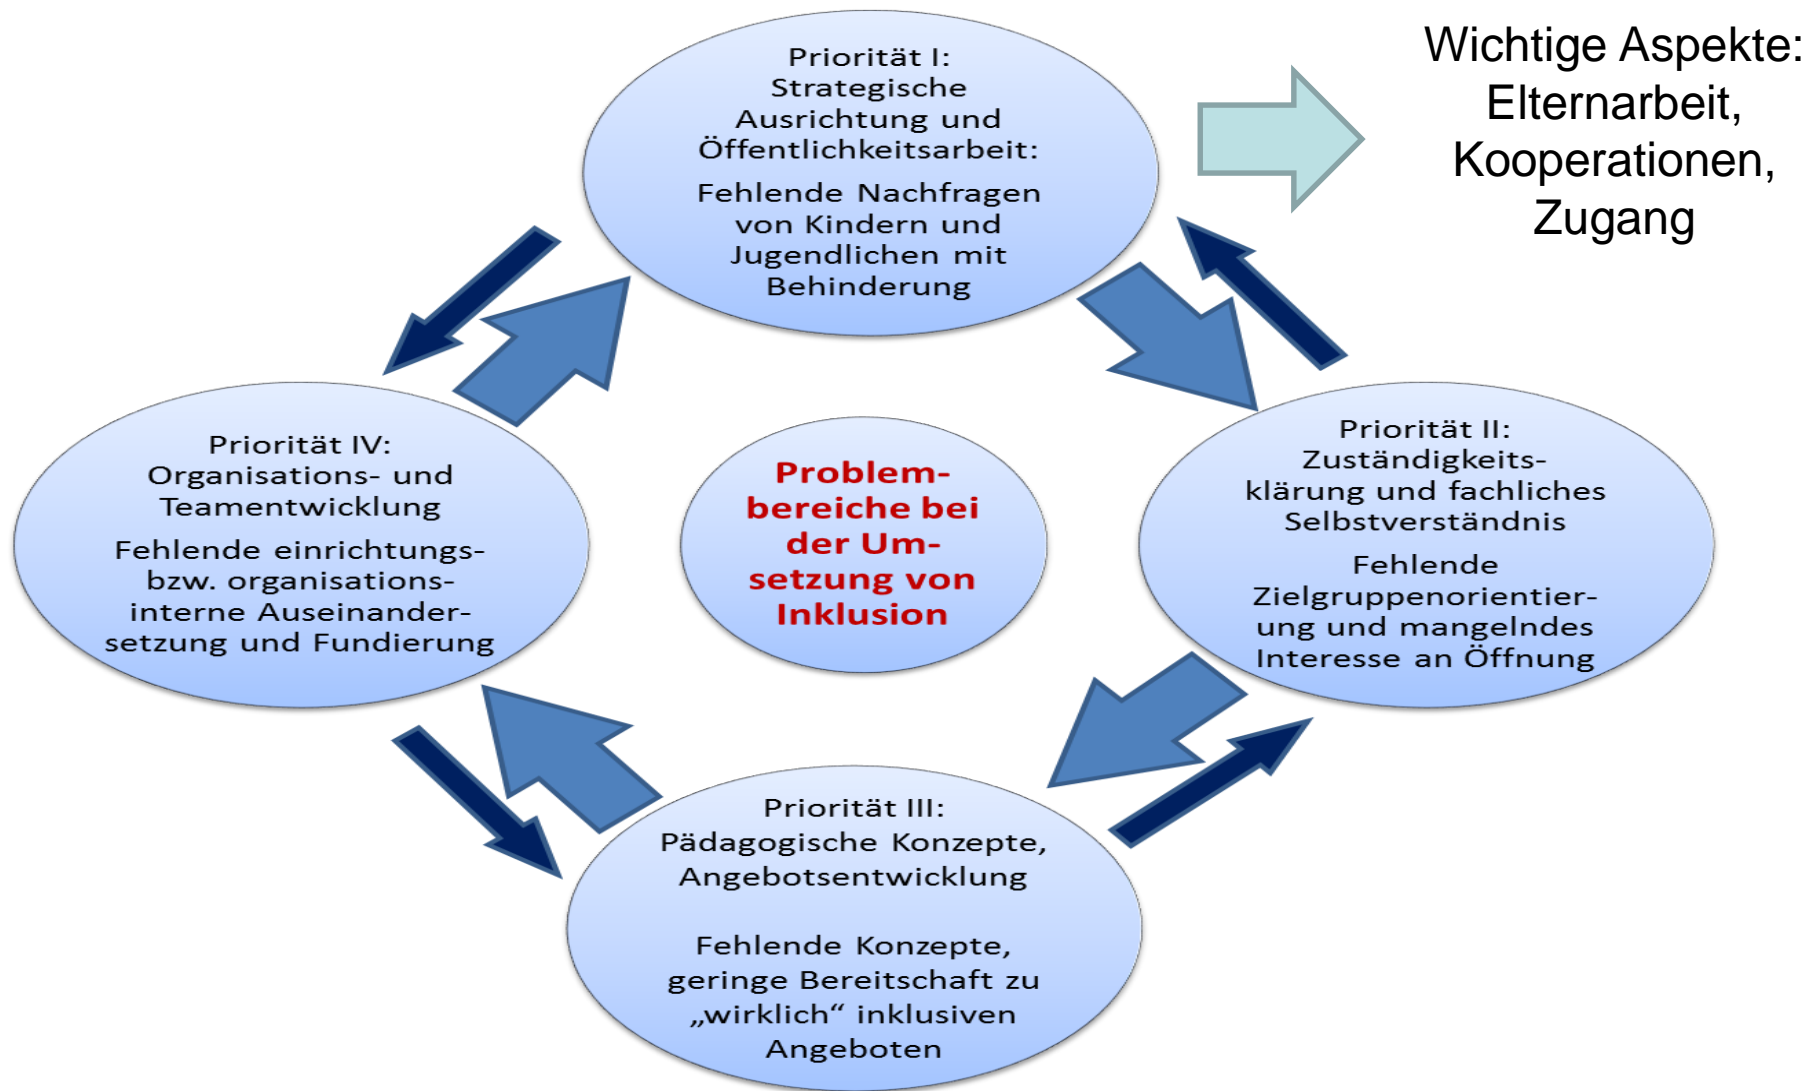 Priorität I:
Strategische
Ausrichtung und
Öffentlichkeitsarbeit:
Fehlende Nachfragen
von Kindern und
Jugendlichen mit
Behinderung
Wichtige Aspekte:
Elternarbeit,
Kooperationen,
Zugang
Priorität II:
Zuständigkeits-
klärung und fachliches
Selbstverständnis
Fehlende
Zielgruppenorientier-
ung und mangelndes
Interesse an Öffnung
Priorität III:
Pädagogische Konzepte,
Angebotsentwicklung
Fehlende Konzepte,
geringe Bereitschaft zu
„wirklich“ inklusiven
Angeboten
Priorität IV:
Organisations- und
Teamentwicklung
Fehlende einrichtungs-
bzw. organisations-
interne Auseinander-
setzung und Fundierung
Problem-
bereiche bei
der Um-
setzung von
Inklusion